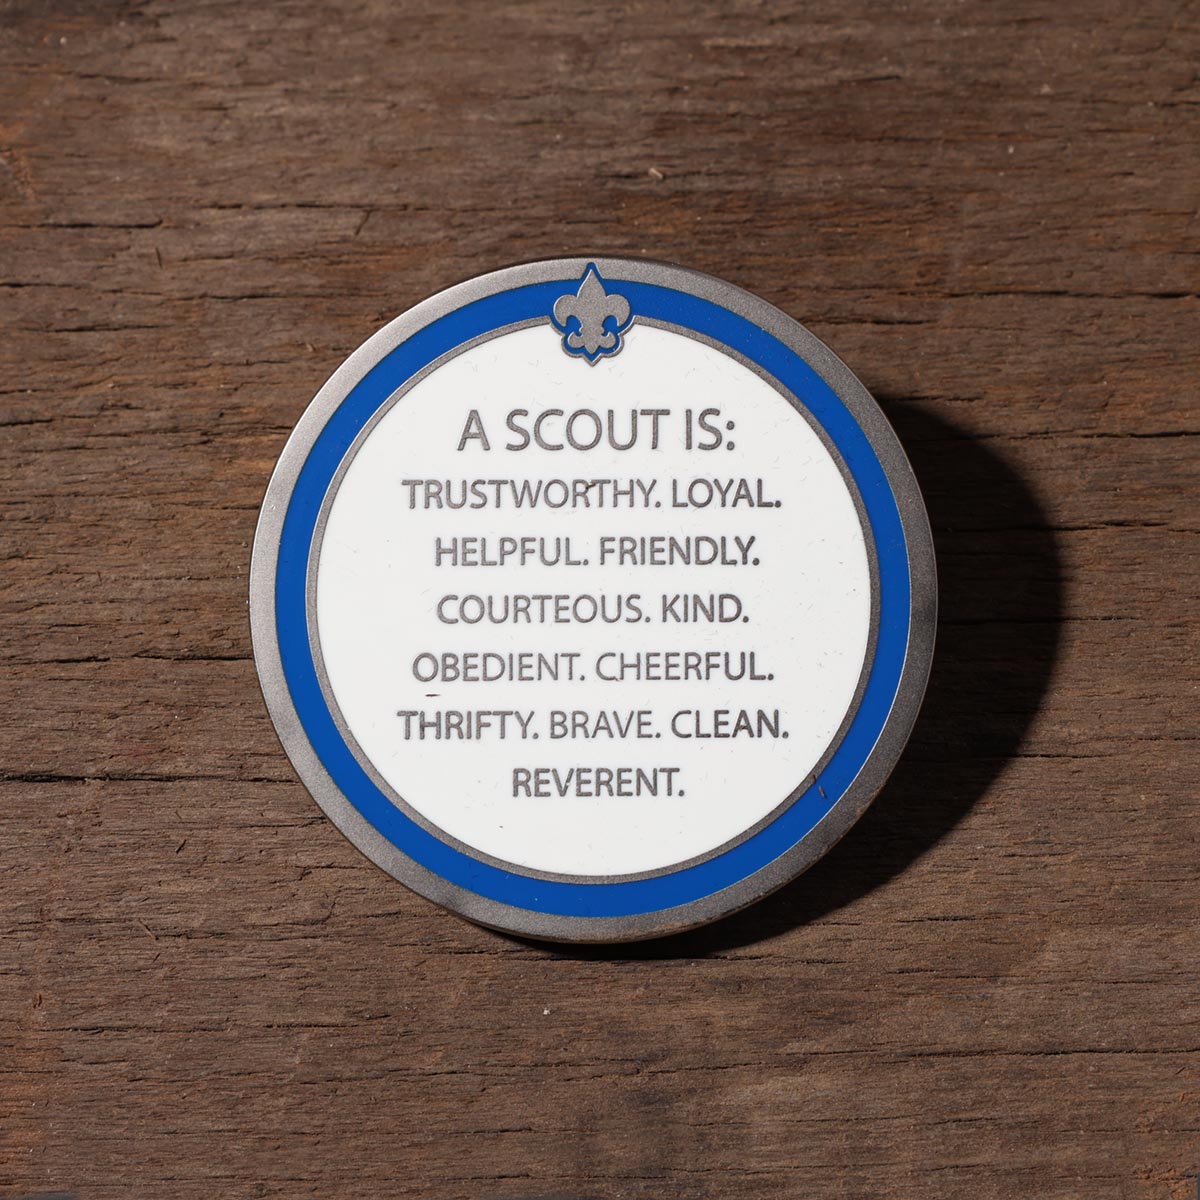 A SCOUT IS:
TRUSTWORTHY. LOYAL.
HELPFUL. FRIENDLY.
COURTEOUS. KIND.
OBEDIENT. CHEERFUL.
THRIFTY. BRAVE. CLEAN.
REVERENT.